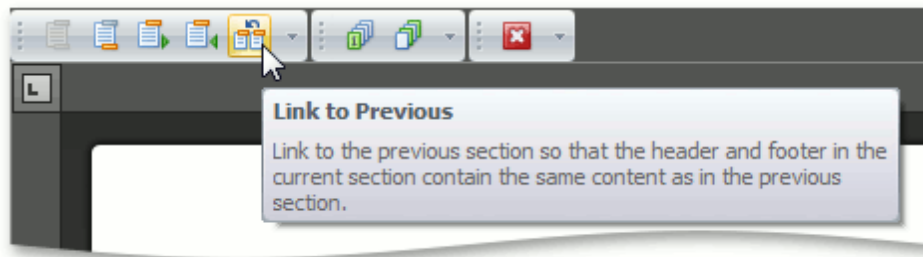 1
L
Link to Previous
Link to the previous section so that the header and footer in the
current section contain the same content as in the previous
section.